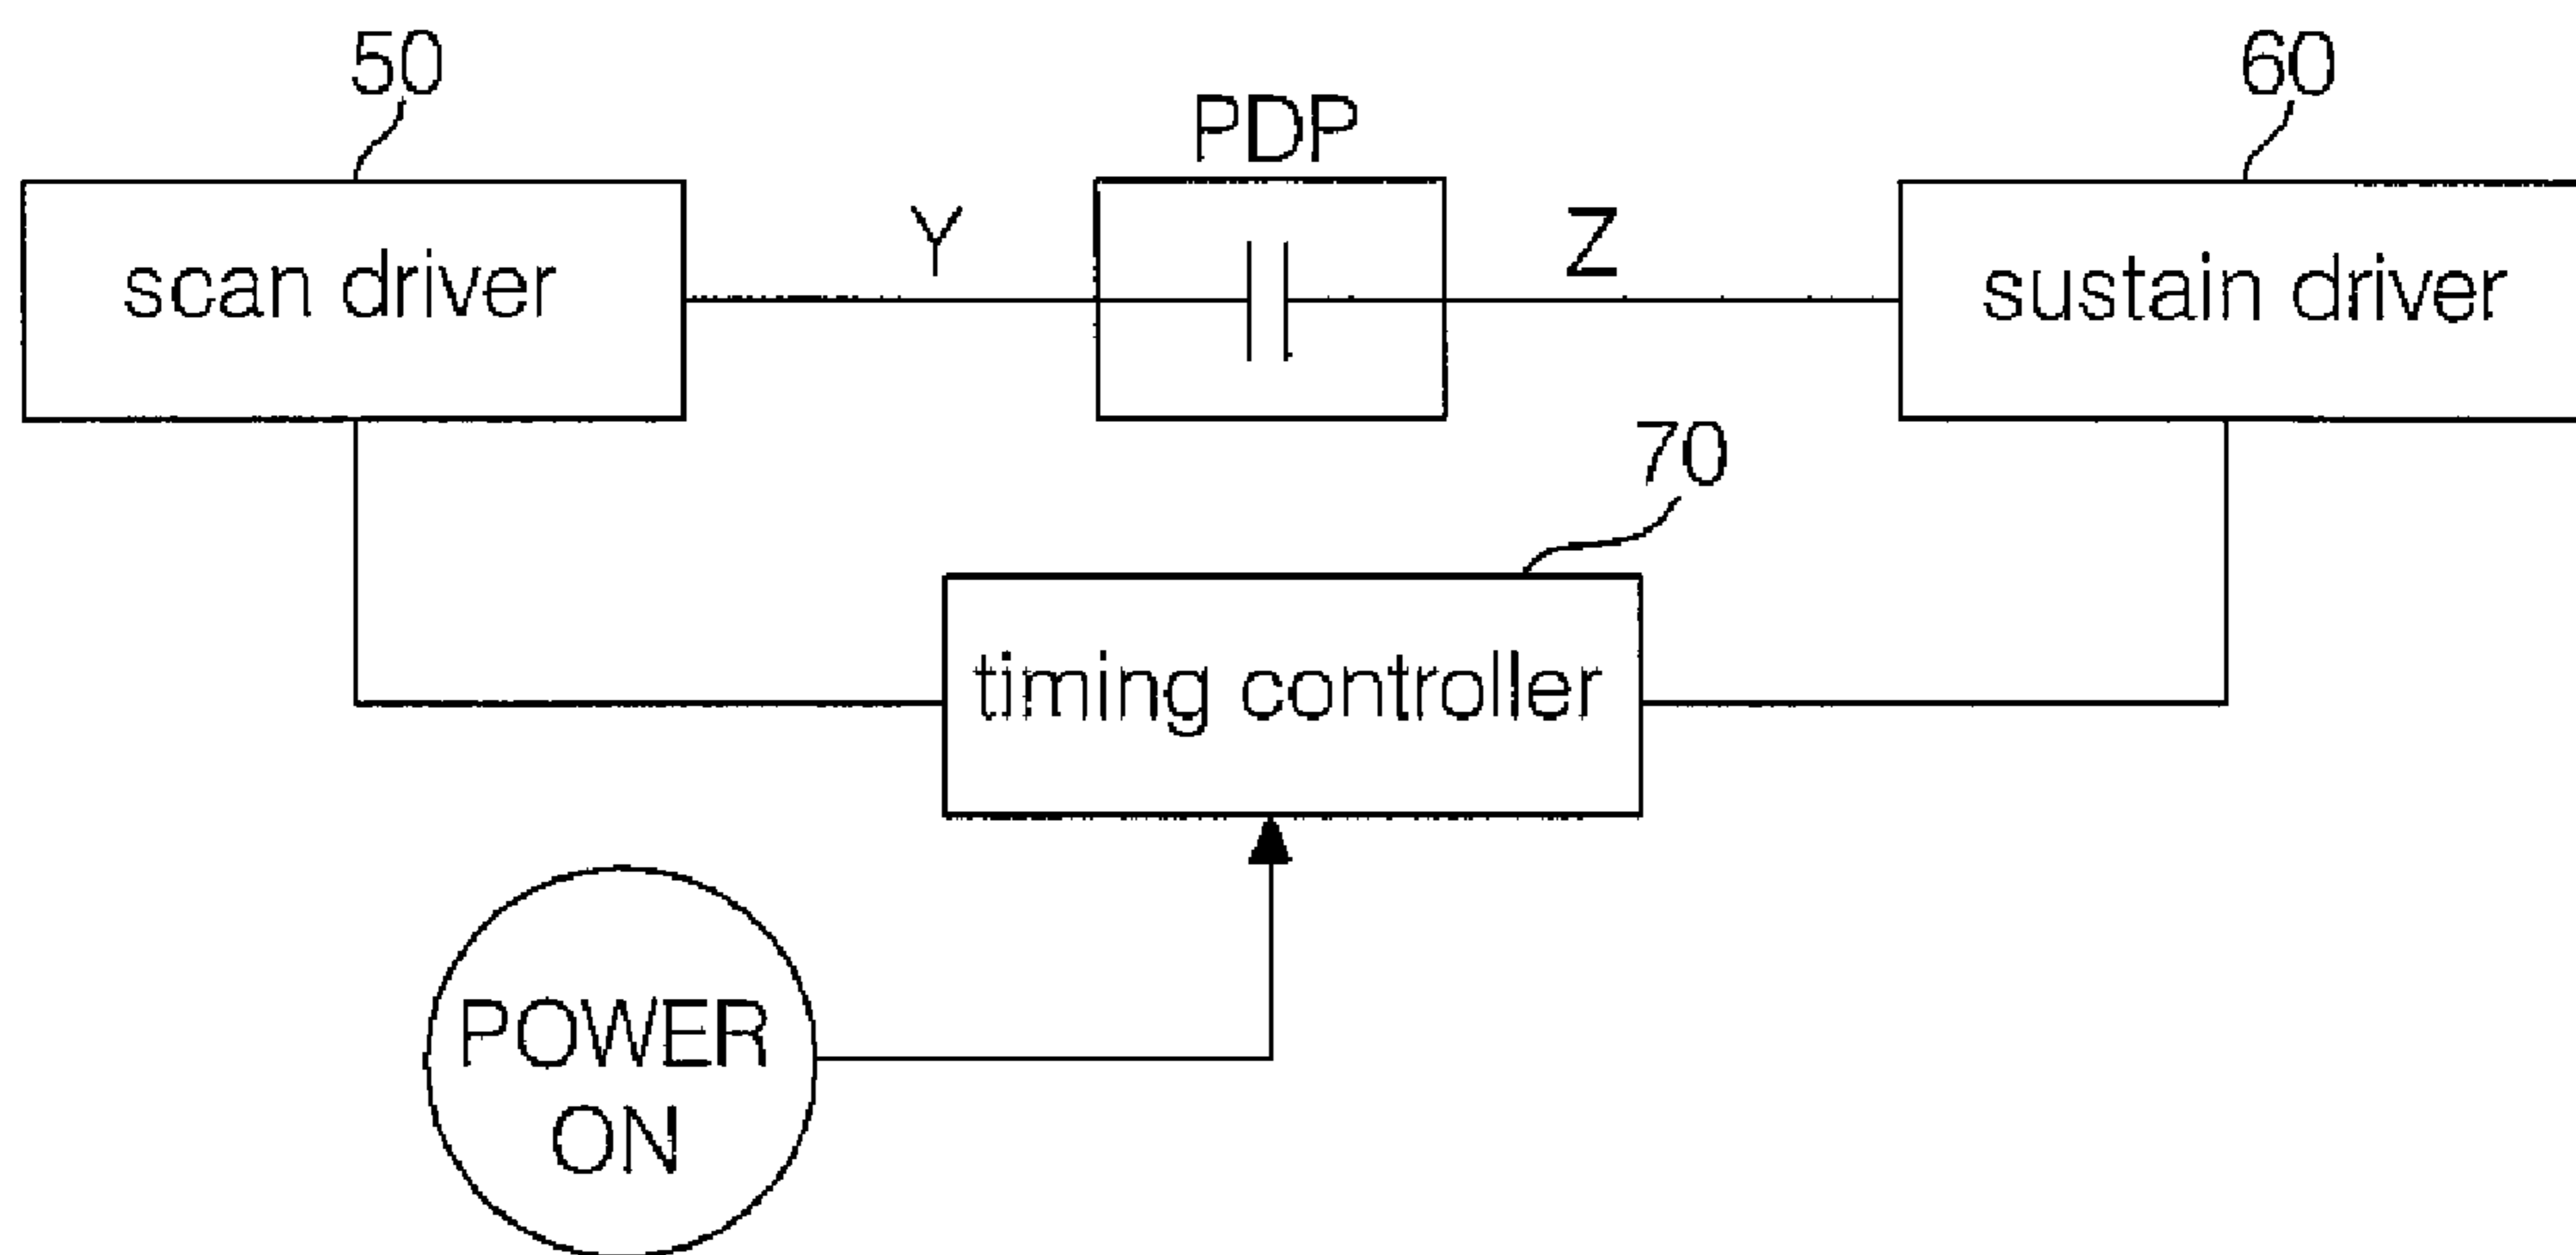 50
60
PDP
Y
Z
scan driver
sustain driver
70
timing controller
POWER
ON